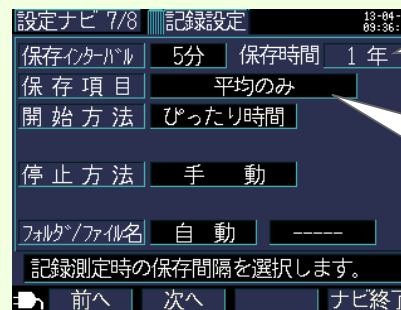 設定ナビ 7/8 記録設定 13-04-
09:36:
保存ｲﾝﾀｰﾊﾞﾙ 5分 保存時間 1 年
保存項目 平均のみ
開始方法 ぴったり時間
停止方法 手 動
ﾌｫﾙﾀﾞ/ﾌｧｲﾙ名 自 動 -----
記録測定時の保存間隔を選択します。
前へ 次へ ナビ終了